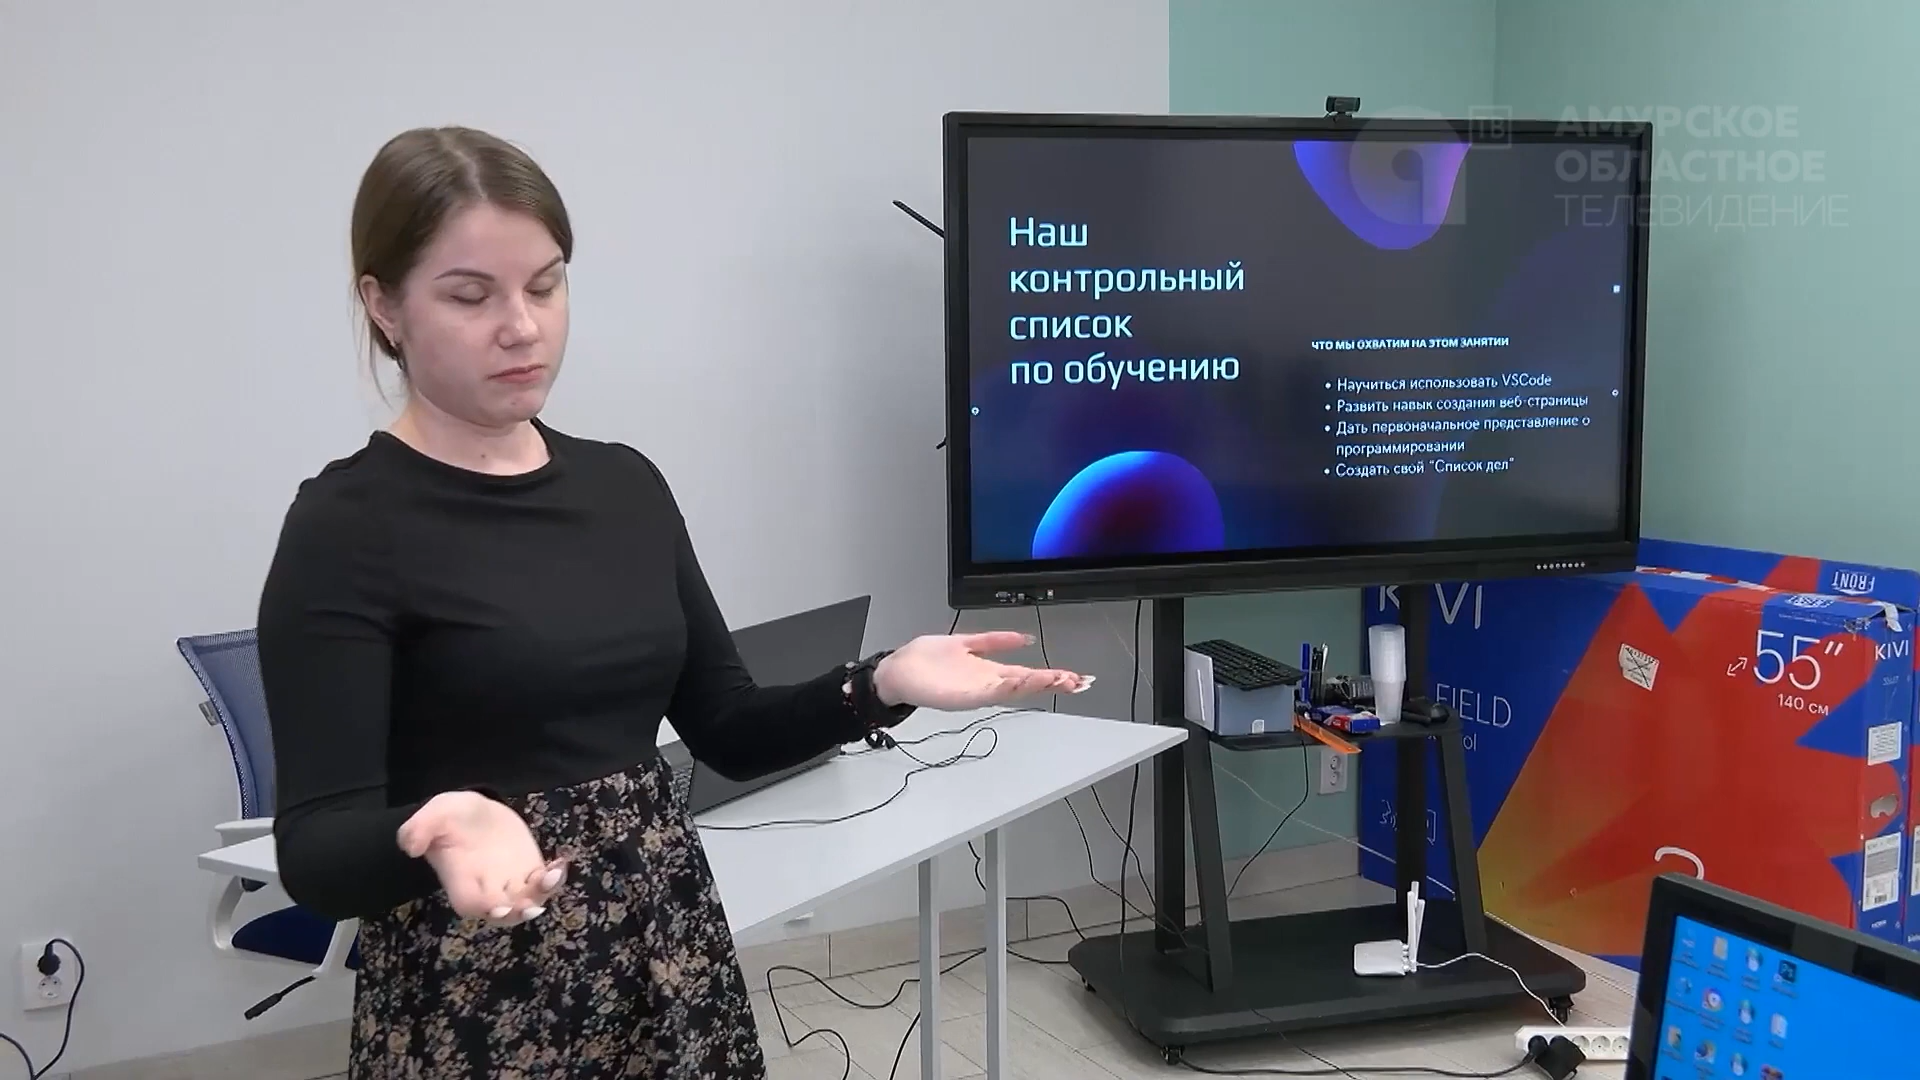 ТВ
АМУРСКОЕ
ОБЛАСТНОЕ
ТЕЛЕВИДЕНИЕ
Наш
контрольный
список
по обучению
ЧТО МЫ ОХВАТИМ НА ЭТОМ ЗАНЯТИИ
• Научиться использовать VSCode
• Развить навык создания веб-страницы
• Дать первоначальное представление о
программировании
• Создать свой "Список дел"
FRONT
KIVI
55"
140 см
KIVI
FIELD